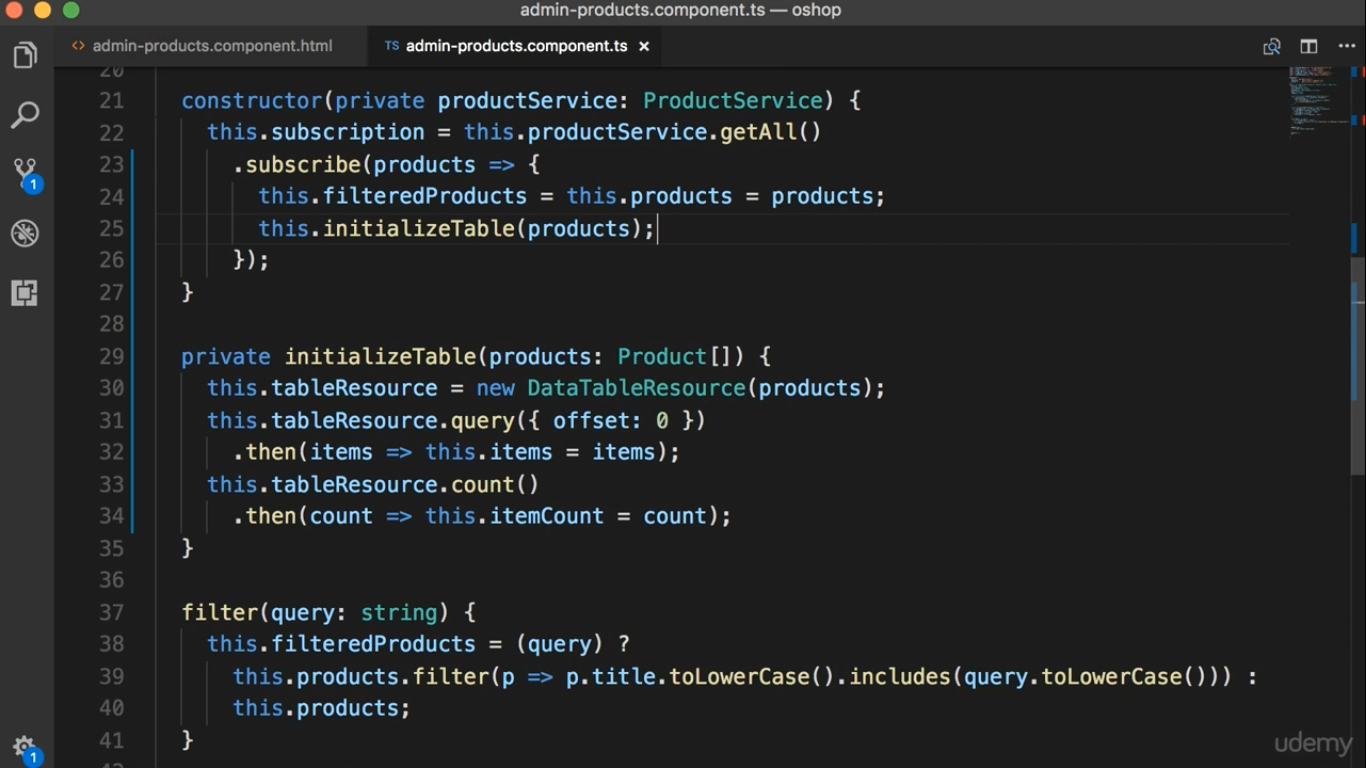 admin-products.component.ts — oshop
<> admin-products.component.html
TS admin-products.component.ts ×
20
21 constructor(private productService: ProductService) {
22 this.subscription = this.productService.getAll()
23 .subscribe(products => {
24 this.filteredProducts = this.products = products;
25 this.initializeTable(products);
26 });
27 }
28
29 private initializeTable(products: Product[]) {
30 this.tableResource = new DataTableResource(products);
31 this.tableResource.query({ offset: 0 })
32 .then(items => this.items = items);
33 this.tableResource.count()
34 .then(count => this.itemCount = count);
35 }
36
37 filter(query: string) {
38 this.filteredProducts = (query) ?
39 this.products.filter(p => p.title.toLowerCase().includes(query.toLowerCase())) :
40 this.products;
41 }
1
1
udemy